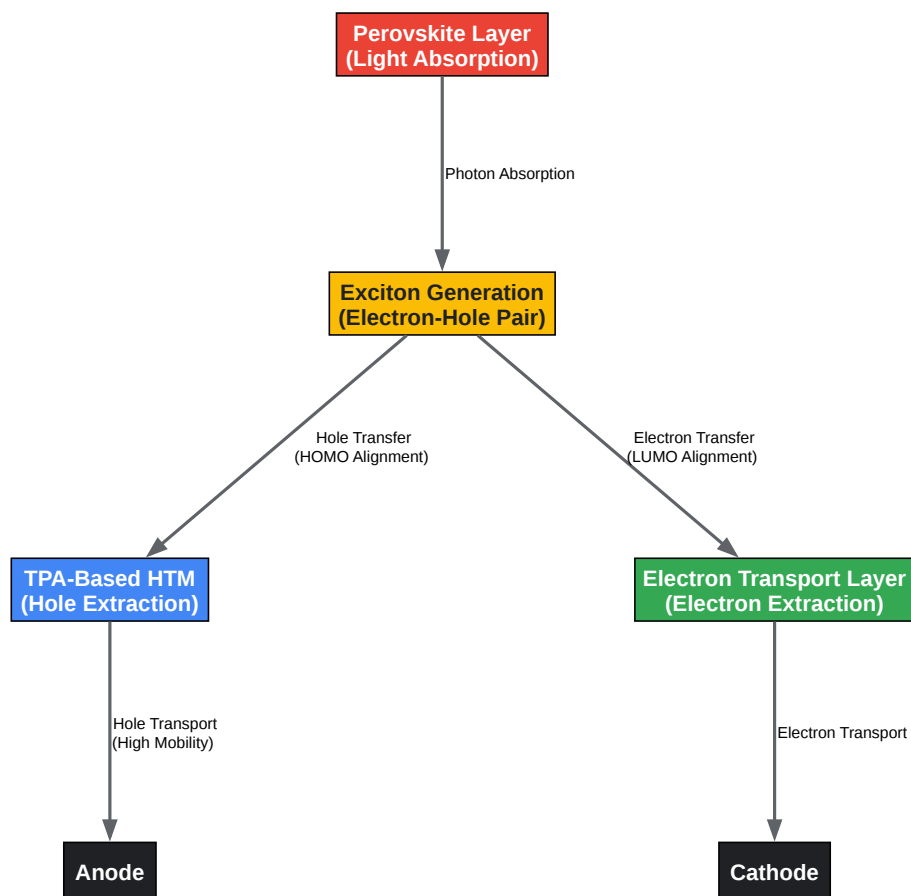 Perovskite Layer
(Light Absorption)
Photon Absorption
Exciton Generation
(Electron-Hole Pair)
Hole Transfer
(HOMO Alignment)
Electron Transfer
(LUMO Alignment)
TPA-Based HTM
(Hole Extraction)
Electron Transport Layer
(Electron Extraction)
Hole Transport
(High Mobility)
Electron Transport
Anode
Cathode